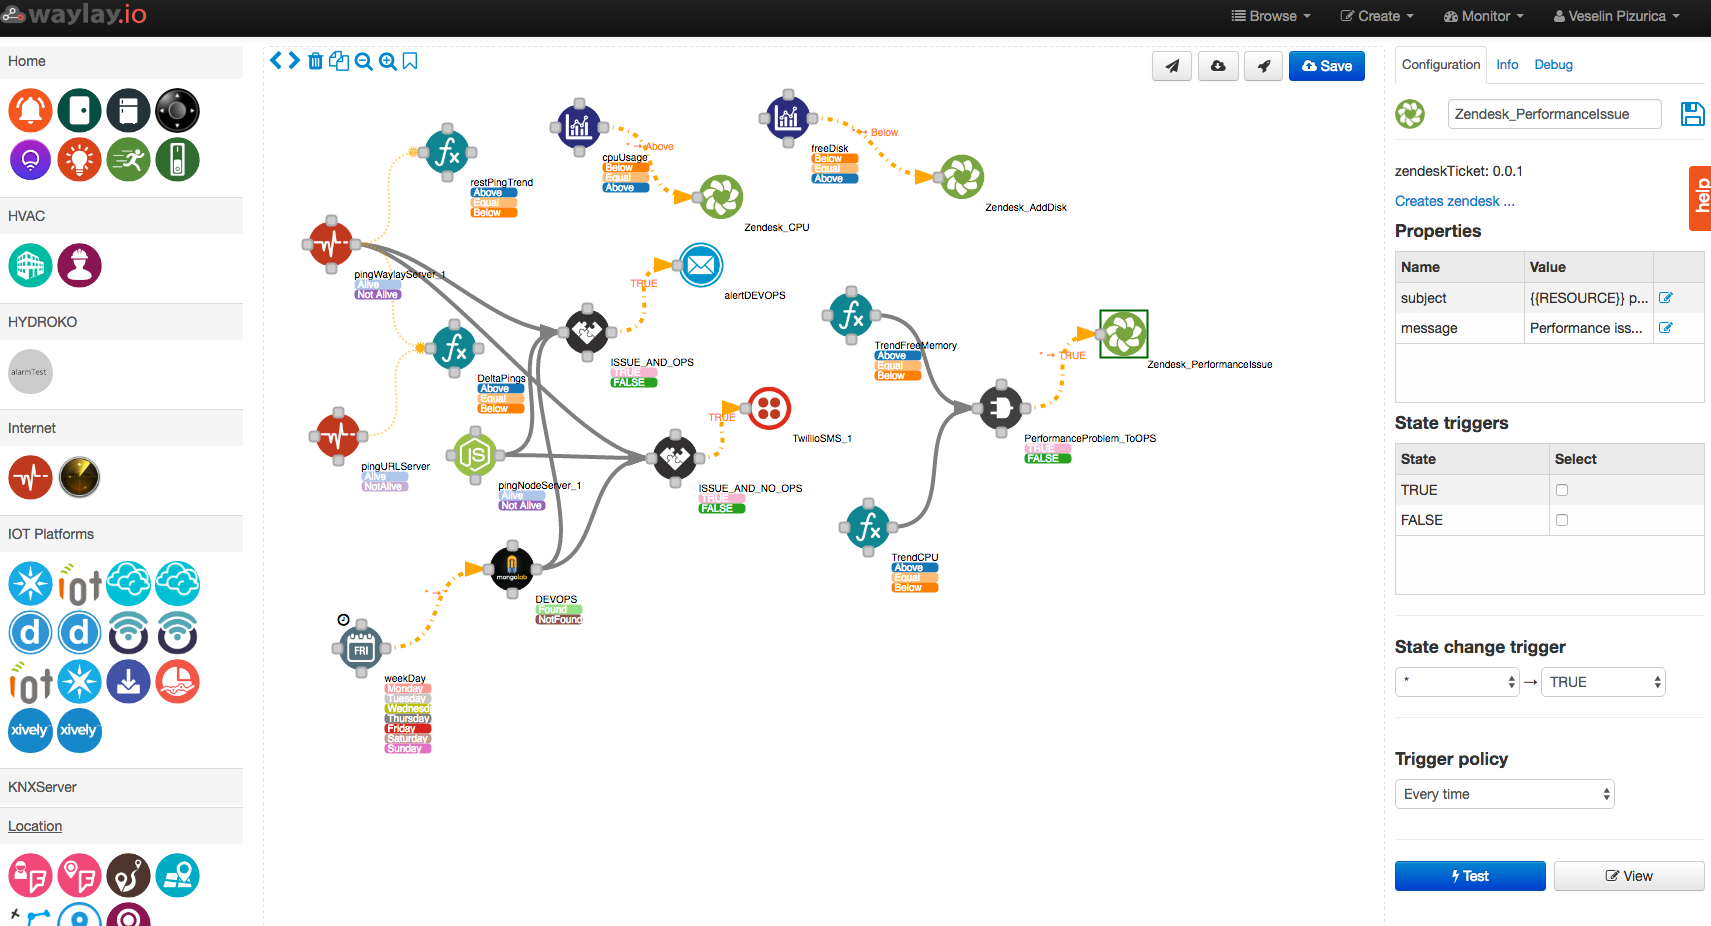 waylay.io
Browse
Create
Monitor
Veselin Pizurica
Home
HVAC
HYDROKO
alarmTest
Internet
IOT Platforms
iot
d
d
iot
xively
xively
KNXServer
Location
Save
restPingTrend
Above
Equal
Below
cpuUsage
Below
Equal
Above
* → Above
Zendesk_CPU
freeDisk
Below
Equal
Above
* → Below
Zendesk_AddDisk
pingWaylayServer_1
Alive
Not Alive
TRUE
alertDEVOPS
ISSUE_AND_OPS
TRUE
FALSE
DeltaPings
Above
Equal
Below
TRUE
TwillioSMS_1
pingURLServer
Alive
NotAlive
JS
pingNodeServer_1
Alive
Not Alive
ISSUE_AND_NO_OPS
TRUE
FALSE
mongolab
DEVOPS
Found
NotFound
* →
FRI
weekDay
Monday
Tuesday
Wednesd
Thursday
Friday
Saturday
Sunday
TrendFreeMemory
Above
Equal
Below
* → TRUE
Zendesk_PerformanceIssue
PerformanceProblem_ToOPS
TRUE
FALSE
TrendCPU
Above
Equal
Below
Configuration
Info
Debug
Zendesk_PerformanceIssue
help
zendeskTicket: 0.0.1
Creates zendesk ...
Properties
Name Value
subject {{RESOURCE}} p...
message Performance iss...
State triggers
State Select
TRUE
FALSE
State change trigger
* → TRUE
Trigger policy
Every time
Test
View